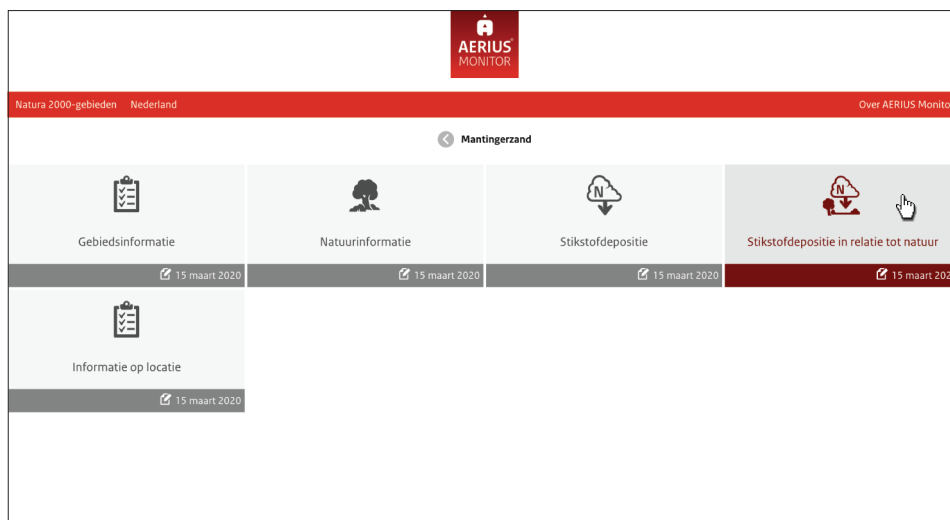 AERIUS®
MONITOR
Natura 2000-gebieden Nederland Over AERIUS Monito
Mantingerzand
Gebiedsinformatie
15 maart 2020
Natuurinformatie
15 maart 2020
N
Stikstofdepositie
15 maart 2020
N
Stikstofdepositie in relatie tot natuur
15 maart 202
Informatie op locatie
15 maart 2020